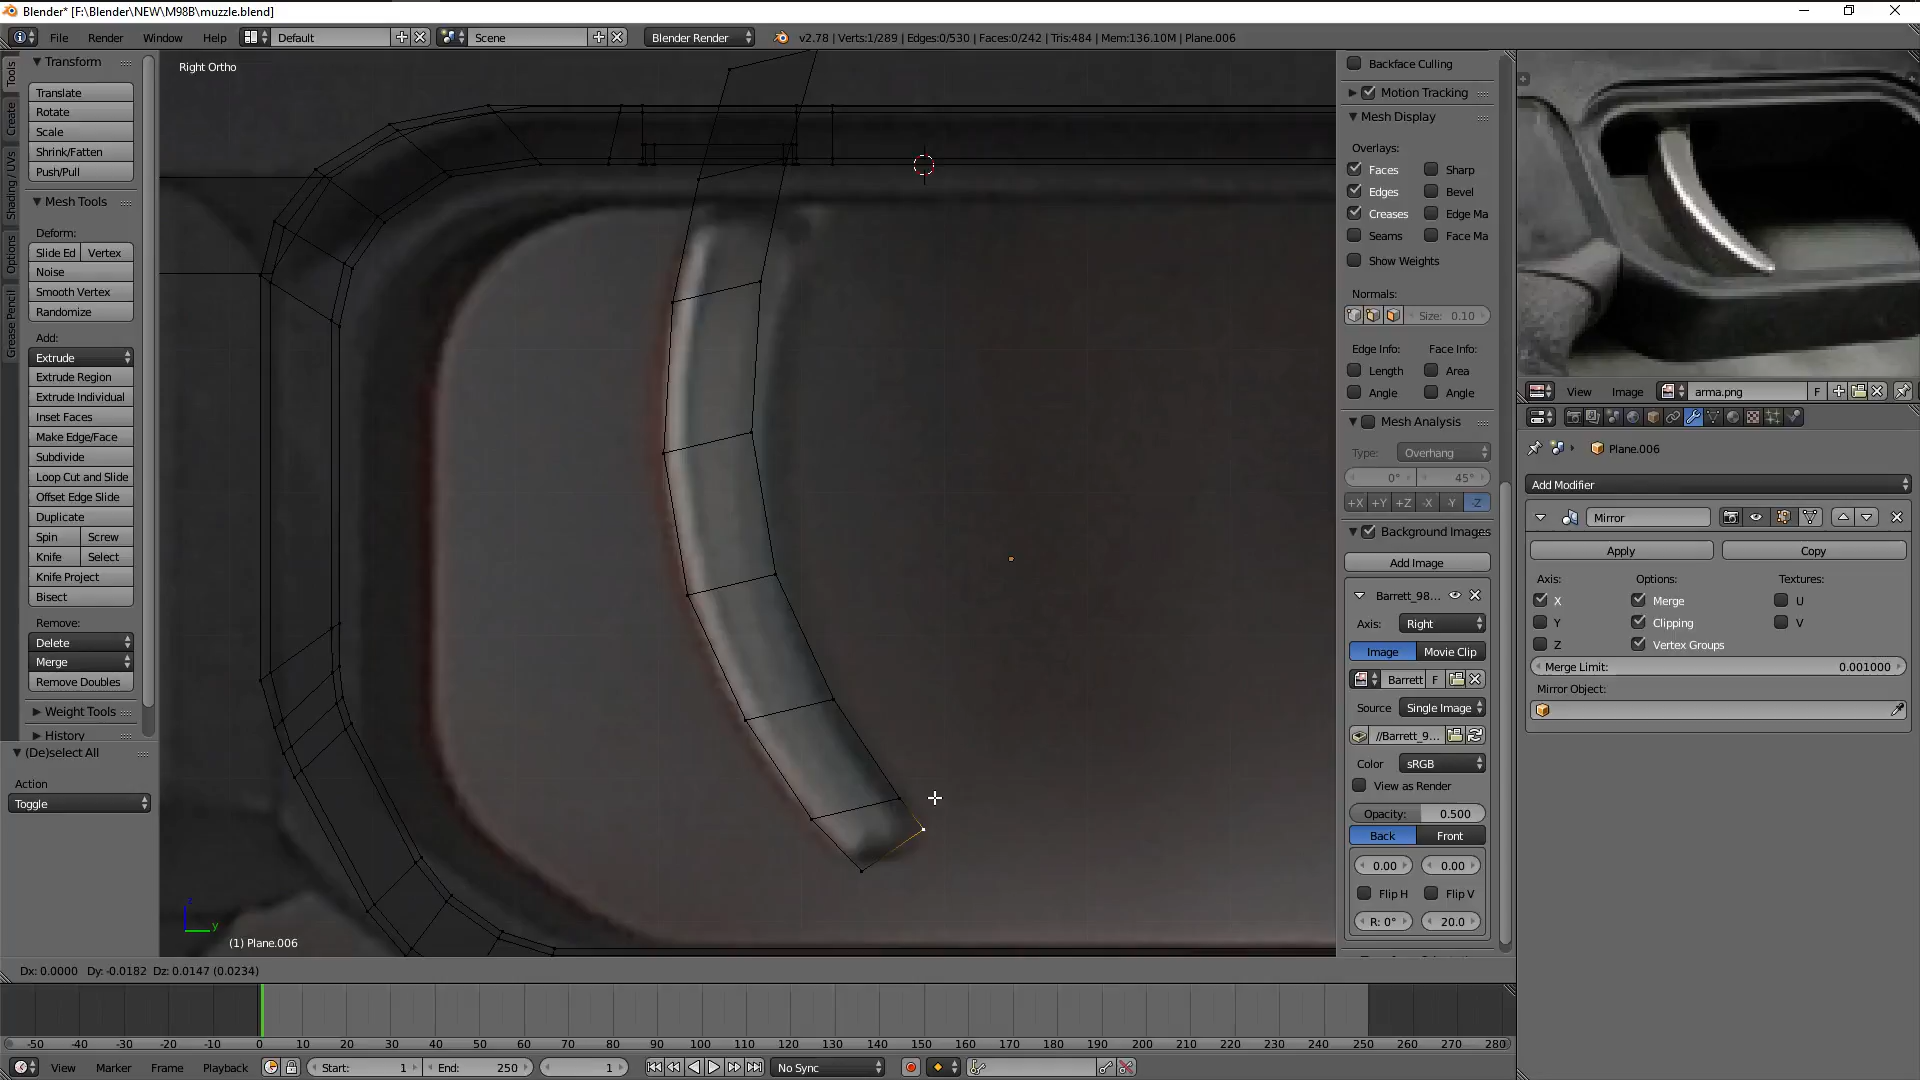 Blender* [F:\Blender\NEW\M98B\muzzle.blend]
File Render Window Help Default Scene Blender Render v2.78 | Verts:1/289 | Edges:0/530 | Faces:0/242 | Tris:484 | Mem:136.10M | Plane.006
Tools
Create
Shading / UVs
Options
Grease Pencil
Transform
Translate
Rotate
Scale
Shrink/Fatten
Push/Pull
Mesh Tools
Deform:
Slide Ed Vertex
Noise
Smooth Vertex
Randomize
Add:
Extrude
Extrude Region
Extrude Individual
Inset Faces
Make Edge/Face
Subdivide
Loop Cut and Slide
Offset Edge Slide
Duplicate
Spin Screw
Knife Select
Knife Project
Bisect
Remove:
Delete
Merge
Remove Doubles
Weight Tools
History
(De)select All
Action
Toggle
Right Ortho
z
y
(1) Plane.006
Backface Culling
Motion Tracking
Mesh Display
Overlays:
Faces Sharp
Edges Bevel
Creases Edge Ma
Seams Face Ma
Show Weights
Normals:
Size: 0.10
Edge Info: Face Info:
Length Area
Angle Angle
Mesh Analysis
Type: Overhang
0° 45°
+X +Y +Z -X -Y -Z
Background Images
Add Image
Barrett_98...
Axis: Right
Image Movie Clip
Barrett F
Source Single Image
//Barrett_9...
Color sRGB
View as Render
Opacity: 0.500
Back Front
0.00 0.00
Flip H Flip V
R: 0° 20.0
View Image arma.png F
Plane.006
Add Modifier
Mirror
Apply Copy
Axis: Options: Textures:
X Merge U
Y Clipping V
Z Vertex Groups
Merge Limit: 0.001000
Mirror Object:
Dx: 0.0000 Dy: -0.0182 Dz: 0.0147 (0.0234)
-50 -40 -30 -20 -10 0 10 20 30 40 50 60 70 80 90 100 110 120 130 140 150 160 170 180 190 200 210 220 230 240 250 260 270 280
View Marker Frame Playback Start: 1 End: 250 1 No Sync